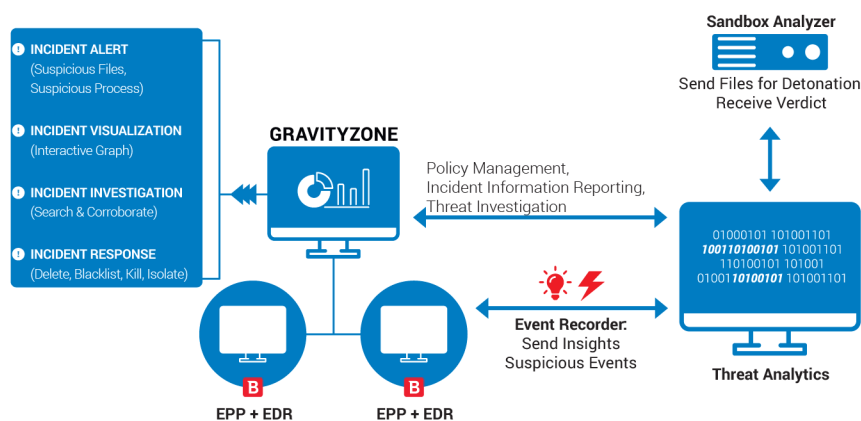 INCIDENT ALERT
(Suspicious Files,
Suspicious Process)
INCIDENT VISUALIZATION
(Interactive Graph)
INCIDENT INVESTIGATION
(Search & Corroborate)
INCIDENT RESPONSE
(Delete, Blacklist, Kill, Isolate)
GRAVITYZONE
B
EPP + EDR
B
EPP + EDR
Policy Management,
Incident Information Reporting,
Threat Investigation
Event Recorder:
Send Insights
Suspicious Events
Sandbox Analyzer
Send Files for Detonation
Receive Verdict
01000101 101001101
100110100101 101001101
110100101 101001
0100110100101 101001101
Threat Analytics